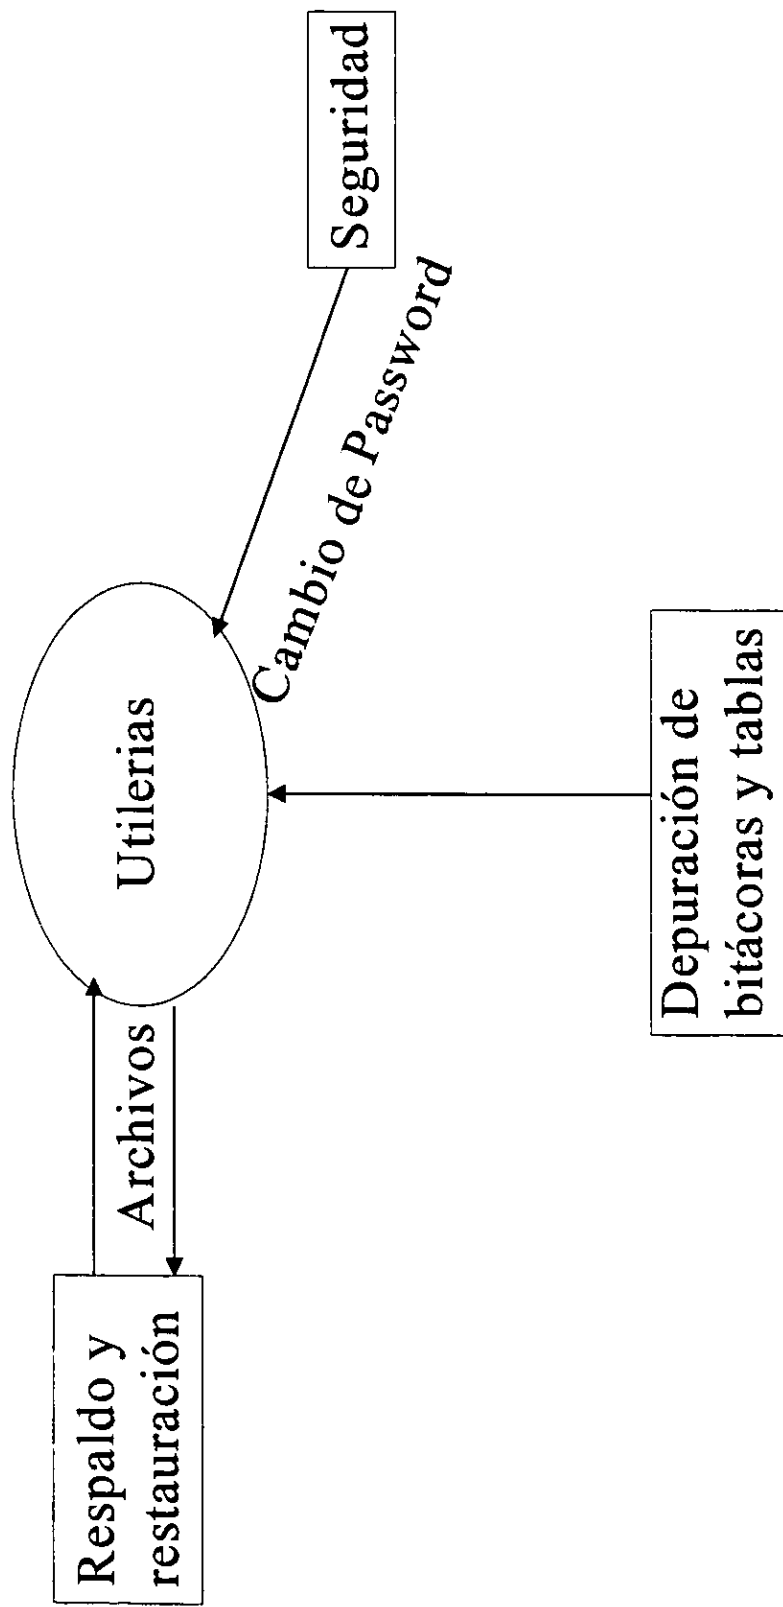 Respaldo y
restauración
Archivos
Utilerias
Cambio de Password
Seguridad
Depuración de
bitácoras y tablas